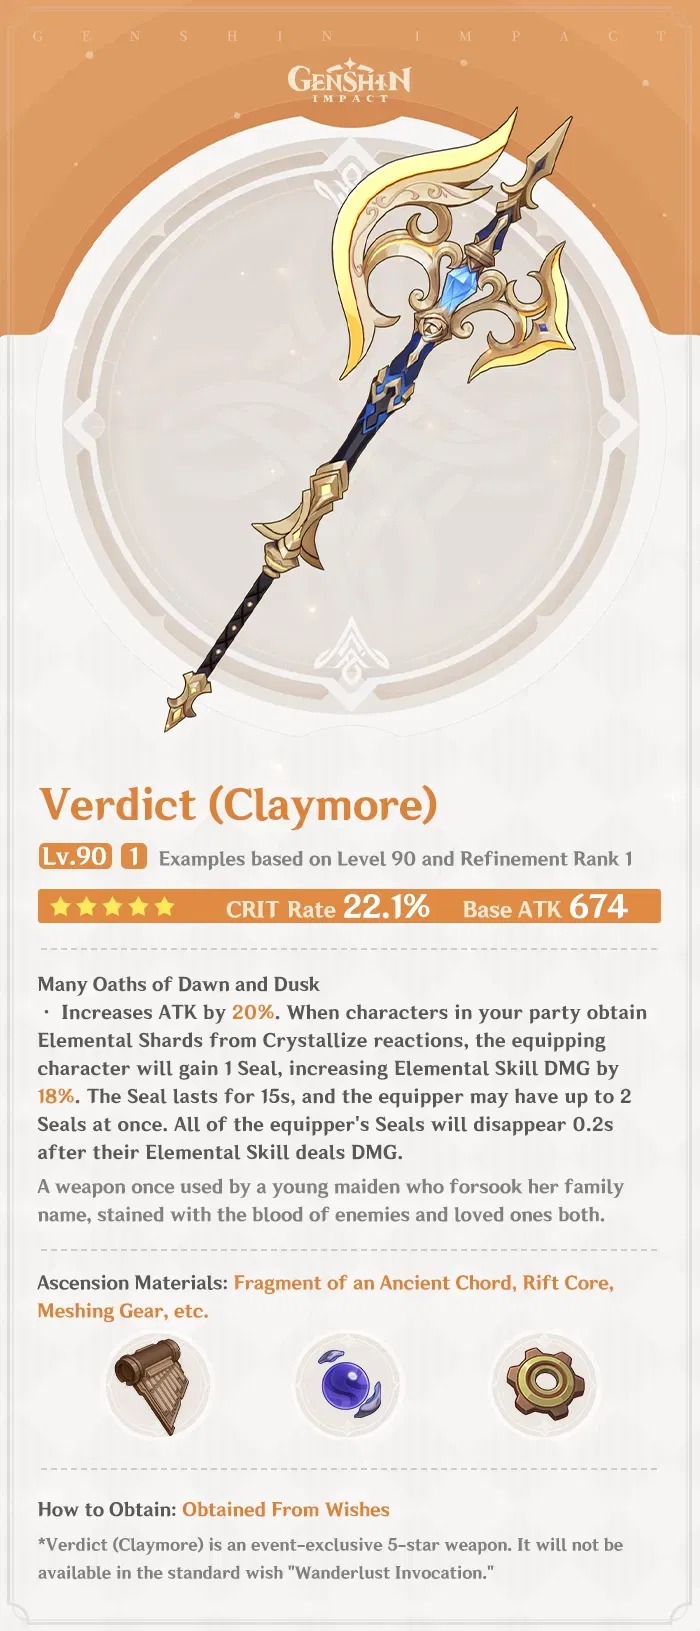 GENSHIN IMPACT
GENSHIN
IMPACT
Verdict (Claymore)
Lv.90 1 Examples based on Level 90 and Refinement Rank 1
CRIT Rate 22.1% Base ATK 674
Many Oaths of Dawn and Dusk
· Increases ATK by 20%. When characters in your party obtain
Elemental Shards from Crystallize reactions, the equipping
character will gain 1 Seal, increasing Elemental Skill DMG by
18%. The Seal lasts for 15s, and the equipper may have up to 2
Seals at once. All of the equipper's Seals will disappear 0.2s
after their Elemental Skill deals DMG.
A weapon once used by a young maiden who forsook her family
name, stained with the blood of enemies and loved ones both.
Ascension Materials: Fragment of an Ancient Chord, Rift Core,
Meshing Gear, etc.
How to Obtain: Obtained From Wishes
*Verdict (Claymore) is an event-exclusive 5-star weapon. It will not be
available in the standard wish "Wanderlust Invocation."